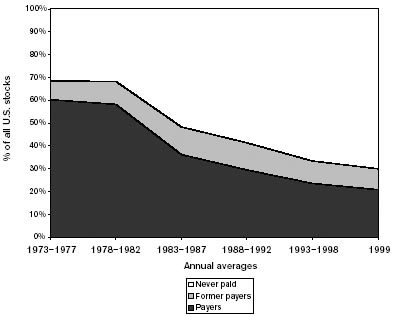 100%
90%
80%
70%
60%
50%
40%
30%
20%
10%
0%
% of all U.S. stocks
1973–1977 1978–1982 1983–1987 1988–1992 1993–1998 1999
Annual averages
Never paid
Former payers
Payers